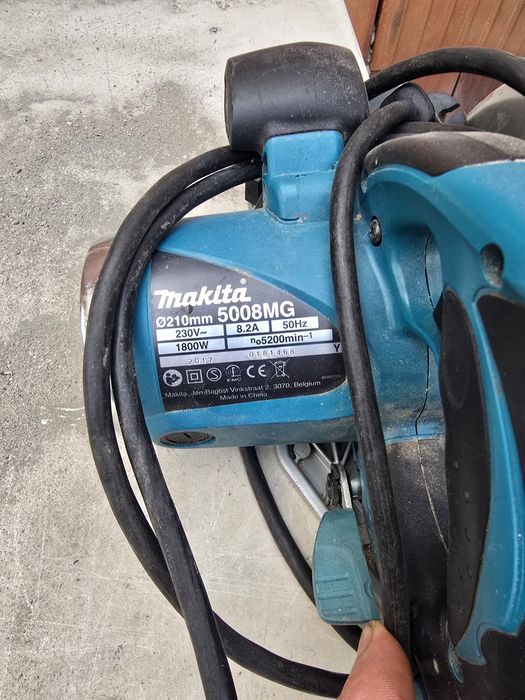 makita®
Ø210mm 5008MG
230V~ 8.2A 50Hz
1800W n₀5200min⁻¹
2017 0181468 Y
CE
Makita, Jan-Baptist Vinkstraat 2, 3070, Belgium
Made in China